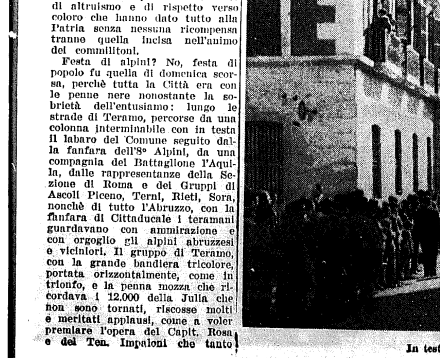 di altruismo e di rispetto verso
coloro che hanno dato tutto alla
Patria senza nessuna ricompensa
tranne quella incisa nell'animo
dei commilitoni.
Festa di alpini? No, festa di
popolo fu quella di domenica scor-
sa, perchè tutta la Città era con
le penne nere nonostante la so-
brietà dell'entusiamo: lungo le
strade di Teramo, percorse da una
colonna interminabile con in testa
il labaro del Comune seguito dal-
la fanfara dell'8° Alpini, da una
compagnia del Battaglione l'Aqui-
la, dalle rappresentanze della Se-
zione di Roma e dei Gruppi di
Ascoli Piceno, Terni, Rieti, Sora,
nonchè di tutto l'Abruzzo, con la
fanfara di Cittaducale i teramani
guardavano con ammirazione e
con orgoglio gli alpini abruzzesi
e viciniori. Il gruppo di Teramo,
con la grande bandiera tricolore,
portata orizzontalmente, come in
trionfo, e la penna mozza che ri-
cordava i 12.000 della Julia che
non sono tornati, riscosse molti
e meritati applausi, come a voler
premiare l'opera del Capit. Rosa
e del Ten. Impaloni che tanto
In test